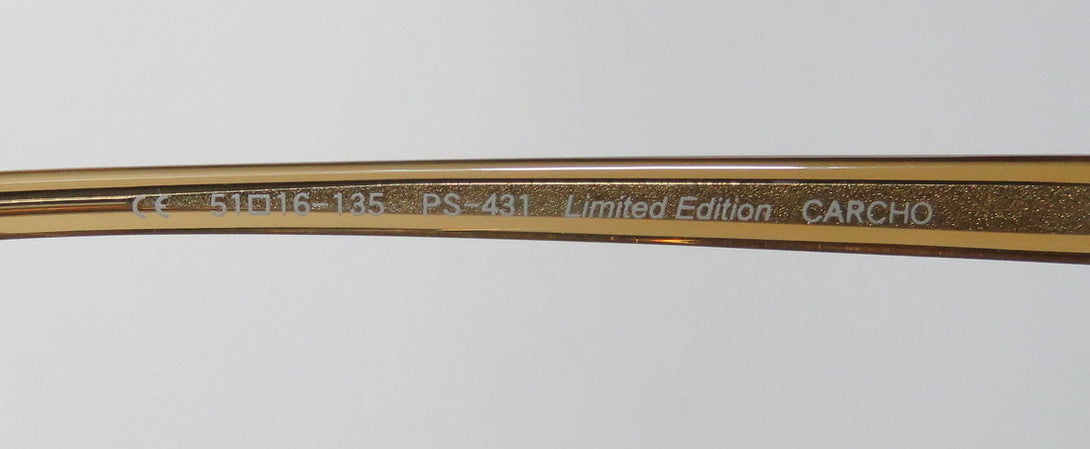 CE 51□16-135 PS-431 Limited Edition CARCHO